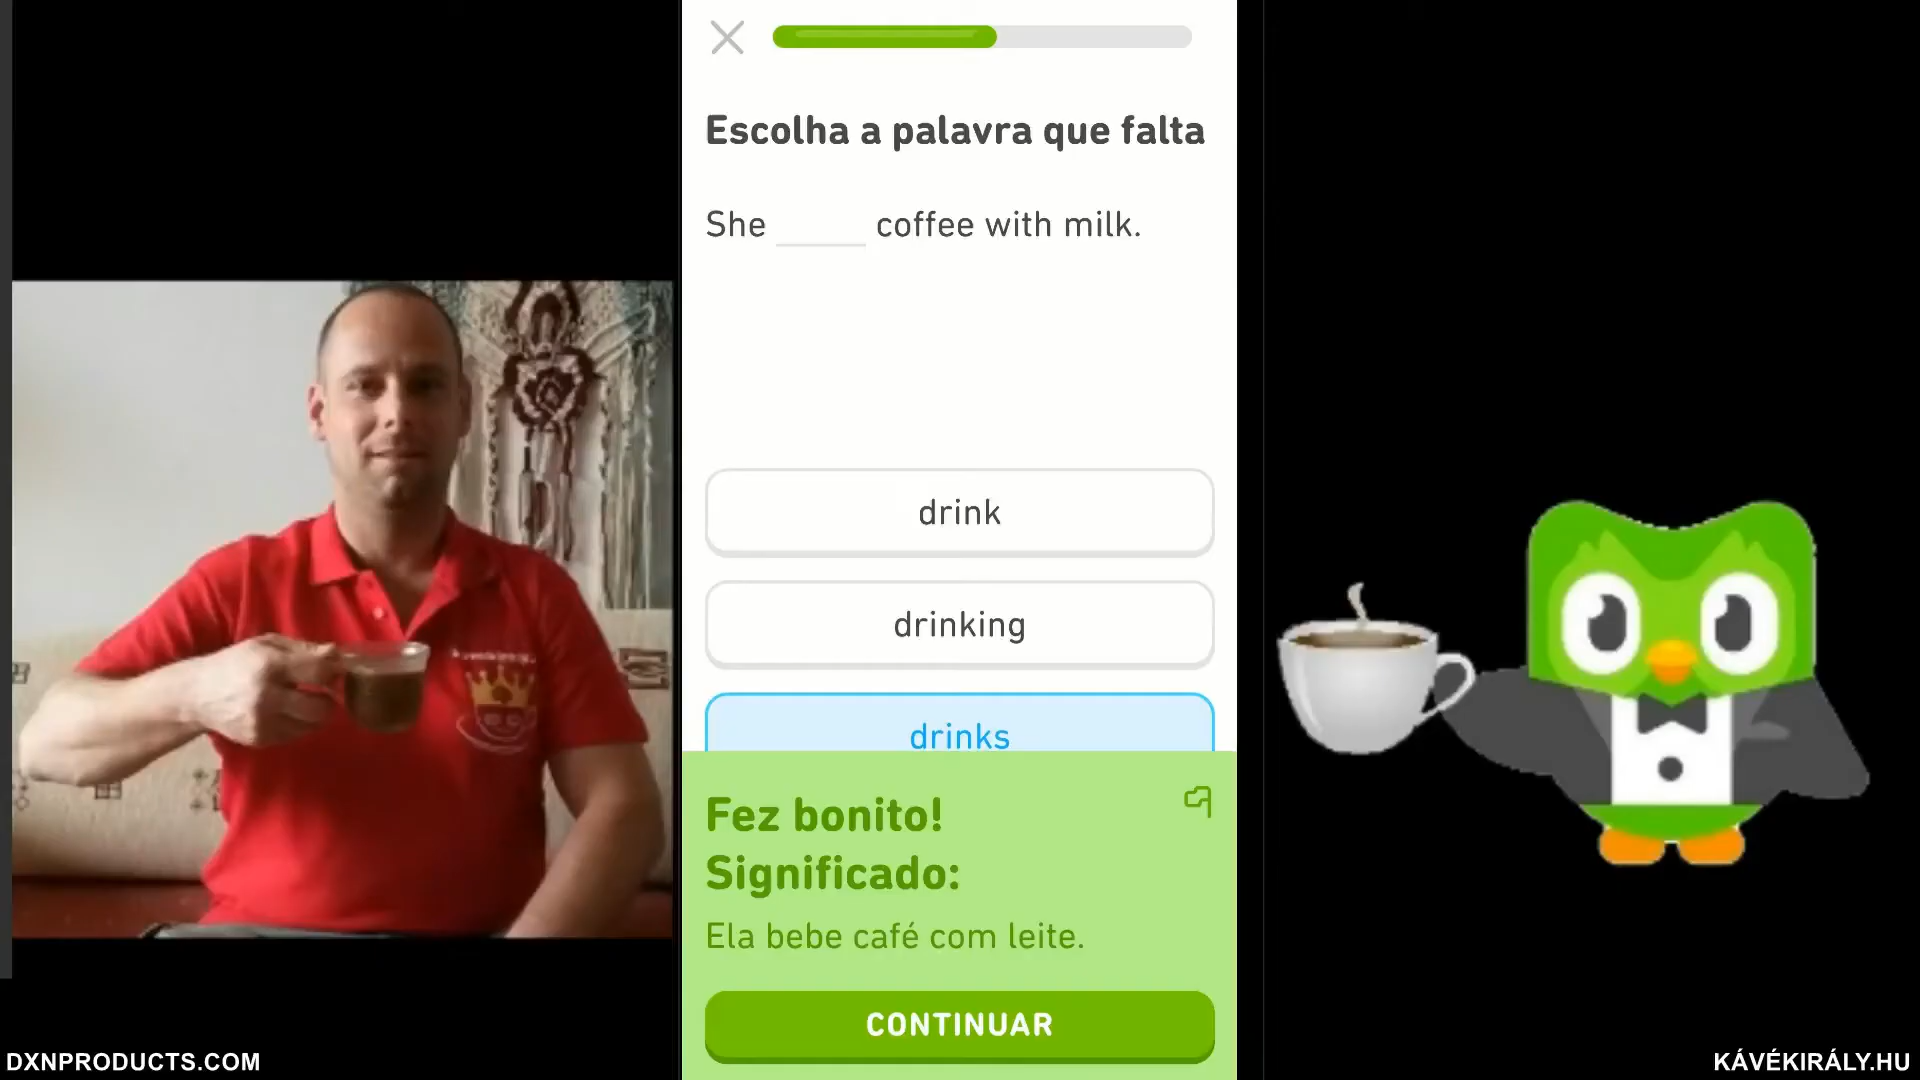 Escolha a palavra que falta
She ____ coffee with milk.
drink
drinking
drinks
Fez bonito!
Significado:
Ela bebe café com leite.
CONTINUAR
DXNPRODUCTS.COM
KÁVÉKIRÁLY.HU